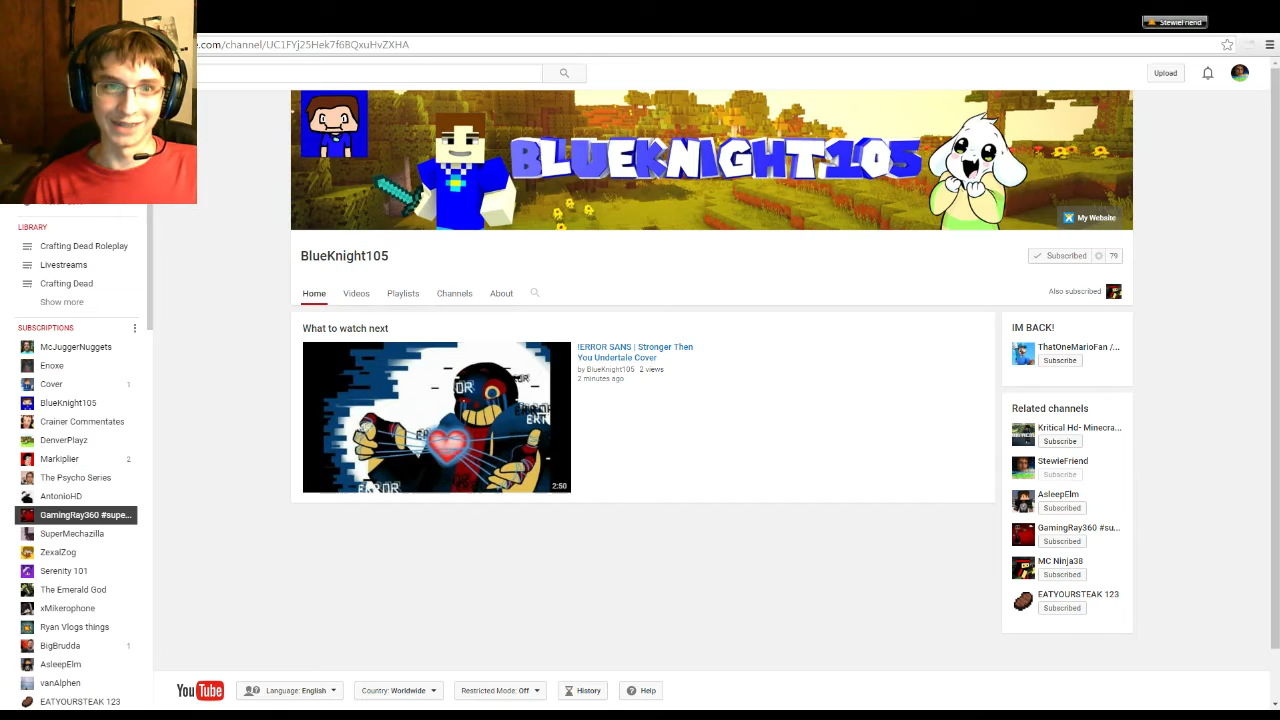 StewieFriend
e.com/channel/UC1FYj25Hek7f6BQxuHvZXHA
Upload
BLUEKNIGHT105
My Website
BlueKnight105
Subscribed 79
Home Videos Playlists Channels About
Also subscribed
LIBRARY
Crafting Dead Roleplay
Livestreams
Crafting Dead
Show more
SUBSCRIPTIONS
McJuggerNuggets
Enoxe
Cover 1
BlueKnight105
Crainer Commentates
DenverPlayz
Markiplier 2
The Psycho Series
AntonioHD
GamingRay360 #supe...
SuperMechazilla
ZexalZog
Serenity 101
The Emerald God
xMikerophone
Ryan Vlogs things
BigBrudda 1
AsleepElm
vanAlphen
EATYOURSTEAK 123
What to watch next
!ERROR SANS | Stronger Then
You Undertale Cover
by BlueKnight105 2 views
2 minutes ago
ERROR
2:50
IM BACK!
ThatOneMarioFan /...
Subscribe
Related channels
Kritical Hd- Minecra...
Subscribe
StewieFriend
Subscribe
AsleepElm
Subscribed
GamingRay360 #su...
Subscribed
MC Ninja38
Subscribed
EATYOURSTEAK 123
Subscribed
YouTube
Language: English
Country: Worldwide
Restricted Mode: Off
History
Help